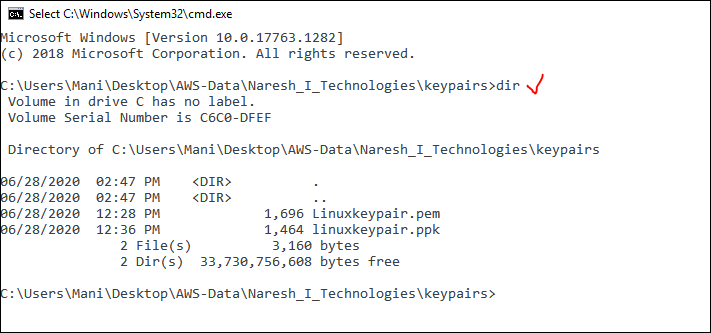 Select C:\Windows\System32\cmd.exe
Microsoft Windows [Version 10.0.17763.1282]
(c) 2018 Microsoft Corporation. All rights reserved.
C:\Users\Mani\Desktop\AWS-Data\Naresh_I_Technologies\keypairs>dir
 Volume in drive C has no label.
 Volume Serial Number is C6C0-DFEF
 Directory of C:\Users\Mani\Desktop\AWS-Data\Naresh_I_Technologies\keypairs
06/28/2020  02:47 PM    <DIR>          .
06/28/2020  02:47 PM    <DIR>          ..
06/28/2020  12:28 PM             1,696 Linuxkeypair.pem
06/28/2020  12:36 PM             1,464 linuxkeypair.ppk
               2 File(s)          3,160 bytes
               2 Dir(s)  33,730,756,608 bytes free
C:\Users\Mani\Desktop\AWS-Data\Naresh_I_Technologies\keypairs>